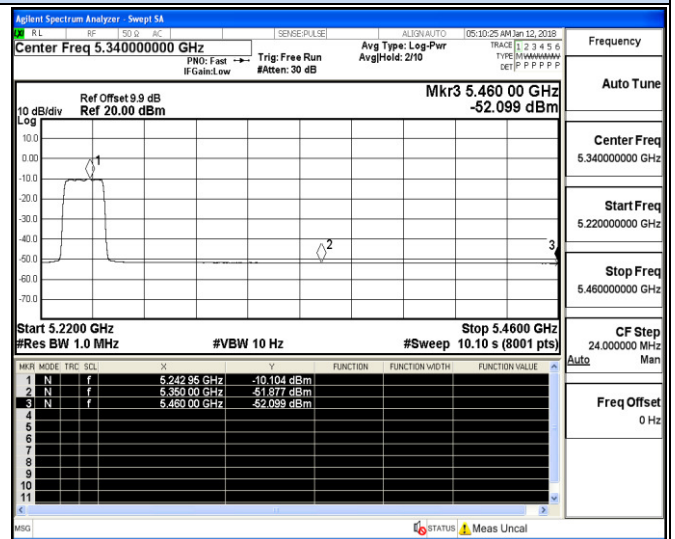 Agilent Spectrum Analyzer - Swept SA
RL RF 50 Ω AC SENSE:PULSE ALIGN AUTO 05:10:25 AM Jan 12, 2018
Center Freq 5.340000000 GHz
PNO: Fast
IFGain:Low
Trig: Free Run
#Atten: 30 dB
Avg Type: Log-Pwr
Avg|Hold: 2/10
TRACE 1 2 3 4 5 6
TYPE MWWWWW
DET P P P P P P
Ref Offset 9.9 dB
10 dB/div Ref 20.00 dBm
Mkr3 5.460 00 GHz
-52.099 dBm
Log
10.0
0.00
-10.0
-20.0
-30.0
-40.0
-50.0
-60.0
-70.0
1
2
3
Start 5.2200 GHz Stop 5.4600 GHz
#Res BW 1.0 MHz #VBW 10 Hz #Sweep 10.10 s (8001 pts)
MKR MODE TRC SCL X Y FUNCTION FUNCTION WIDTH FUNCTION VALUE
1 N f 5.242 95 GHz -10.104 dBm
2 N f 5.350 00 GHz -51.877 dBm
3 N f 5.460 00 GHz -52.099 dBm
4
5
6
7
8
9
10
11
MSG STATUS Meas Uncal
Frequency
Auto Tune
Center Freq
5.340000000 GHz
Start Freq
5.220000000 GHz
Stop Freq
5.460000000 GHz
CF Step
24.000000 MHz
Auto Man
Freq Offset
0 Hz